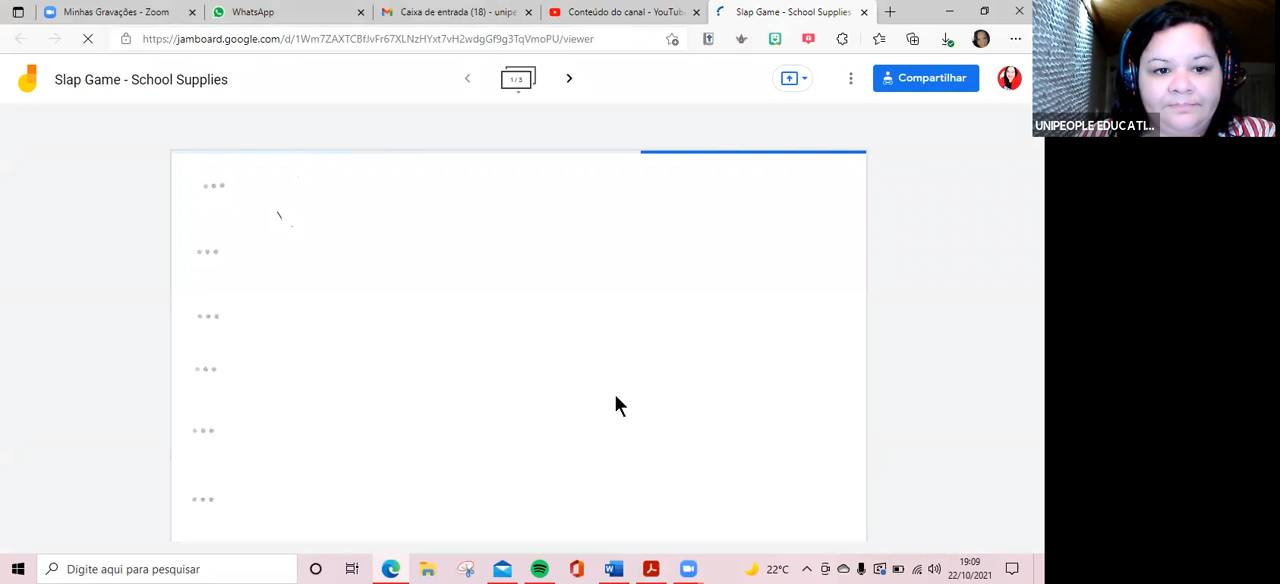 Minhas Gravações - Zoom
WhatsApp
Caixa de entrada (18) - unipe
Conteúdo do canal - YouTub
Slap Game - School Supplies
https://jamboard.google.com/d/1Wm7ZAXTCBfJvFr67XLNzHYxt7vH2wdgGf9g3TqVmoPU/viewer
Slap Game - School Supplies
1/3
Compartilhar
UNIPEOPLE EDUCATI...
Digite aqui para pesquisar
22°C
19:09
22/10/2021